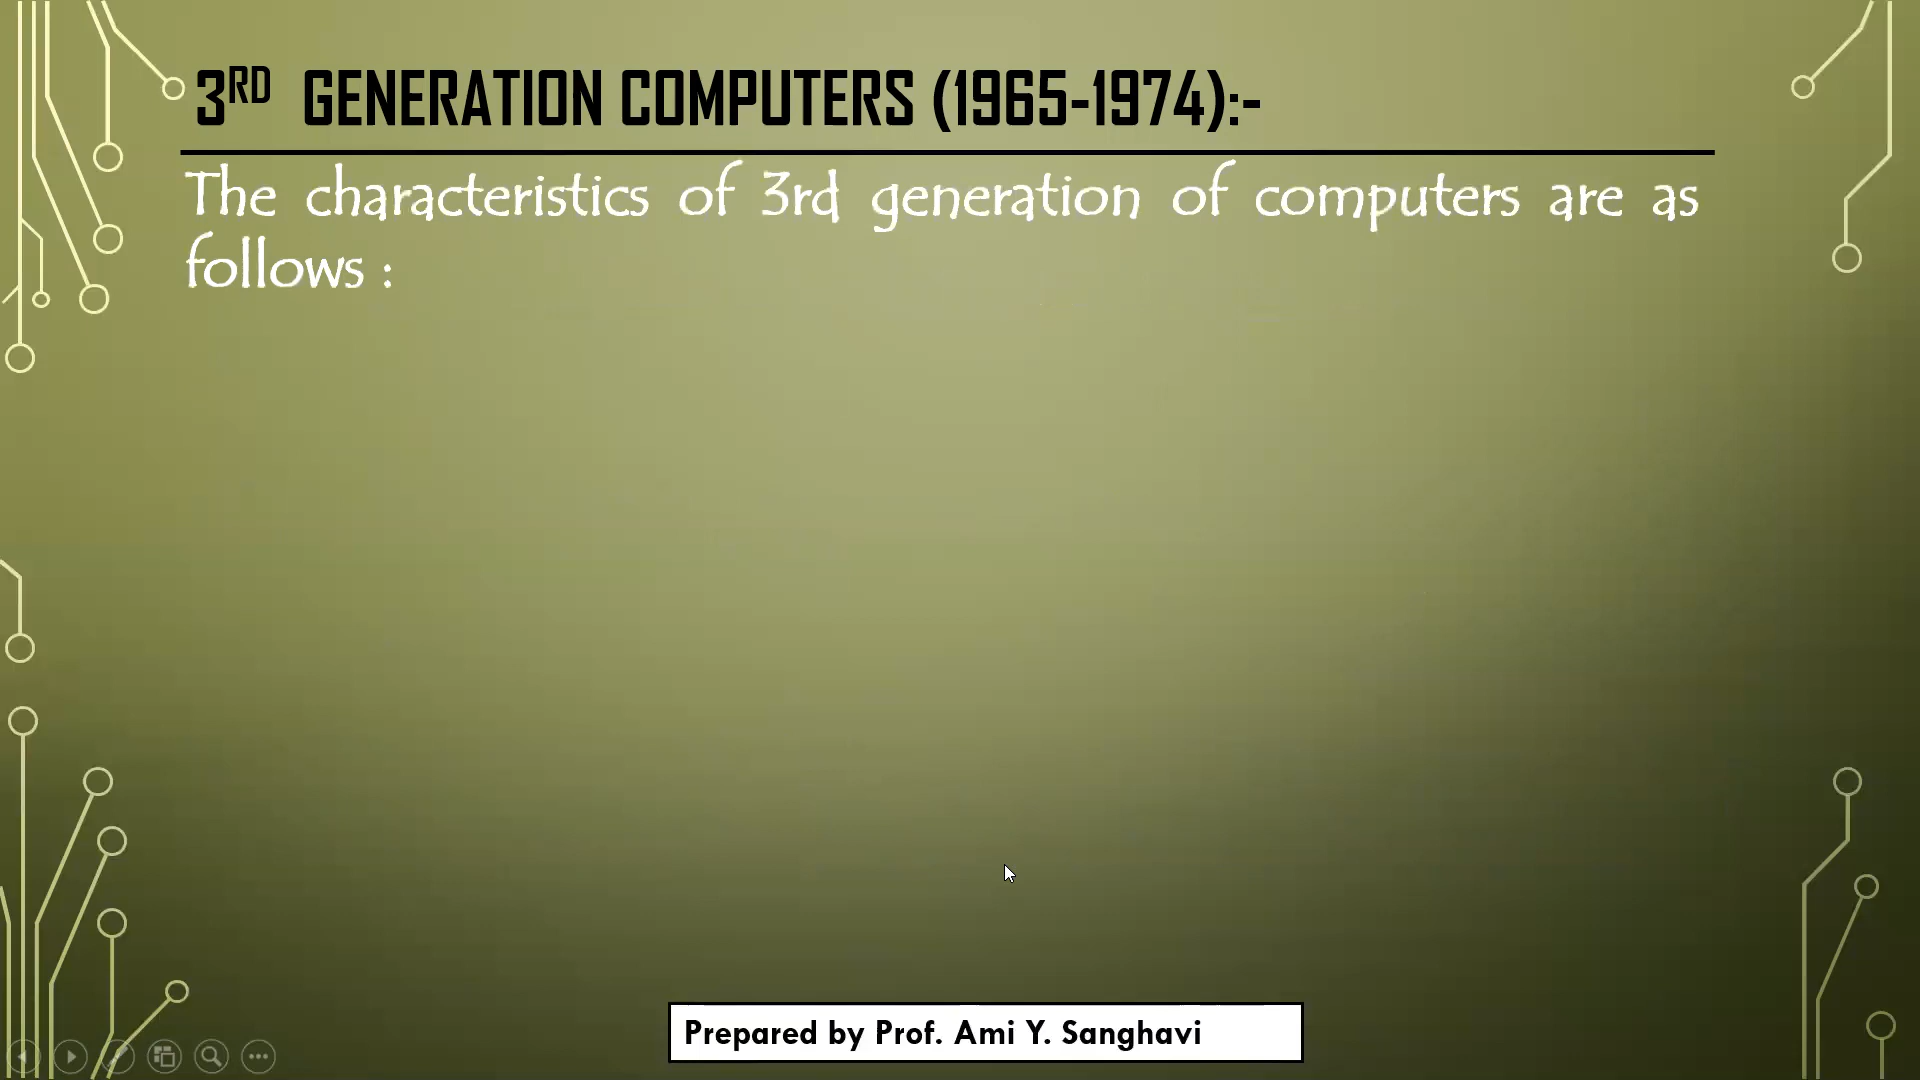 3RD GENERATION COMPUTERS (1965-1974):-
The characteristics of 3rd generation of computers are as
follows :
Prepared by Prof. Ami Y. Sanghavi